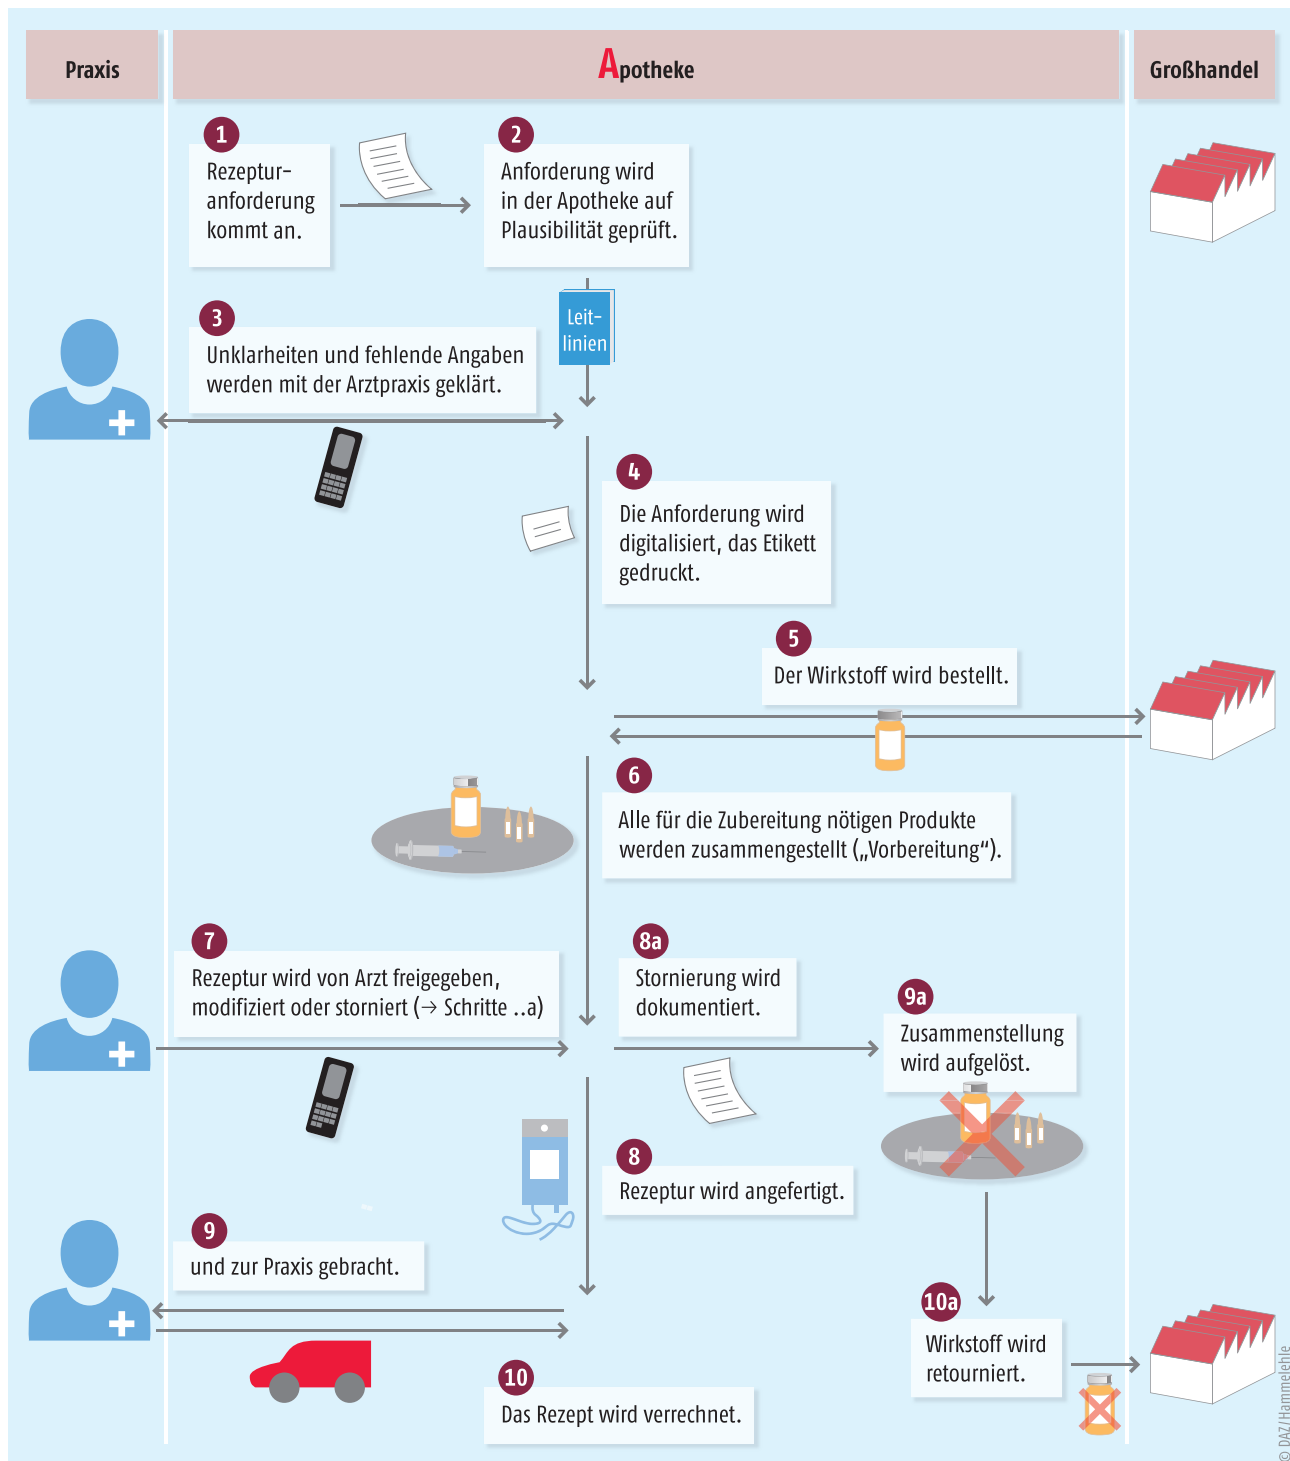 Praxis
Apotheke
Großhandel
1
Rezeptur-
anforderung
kommt an.
2
Anforderung wird
in der Apotheke auf
Plausibilität geprüft.
Leit-
linien
3
Unklarheiten und fehlende Angaben
werden mit der Arztpraxis geklärt.
4
Die Anforderung wird
digitalisiert, das Etikett
gedruckt.
5
Der Wirkstoff wird bestellt.
6
Alle für die Zubereitung nötigen Produkte
werden zusammengestellt („Vorbereitung“).
7
Rezeptur wird von Arzt freigegeben,
modifiziert oder storniert (→ Schritte ..a)
8a
Stornierung wird
dokumentiert.
9a
Zusammenstellung
wird aufgelöst.
8
Rezeptur wird angefertigt.
9
und zur Praxis gebracht.
10a
Wirkstoff wird
retourniert.
10
Das Rezept wird verrechnet.
© DAZ/Hammelehle